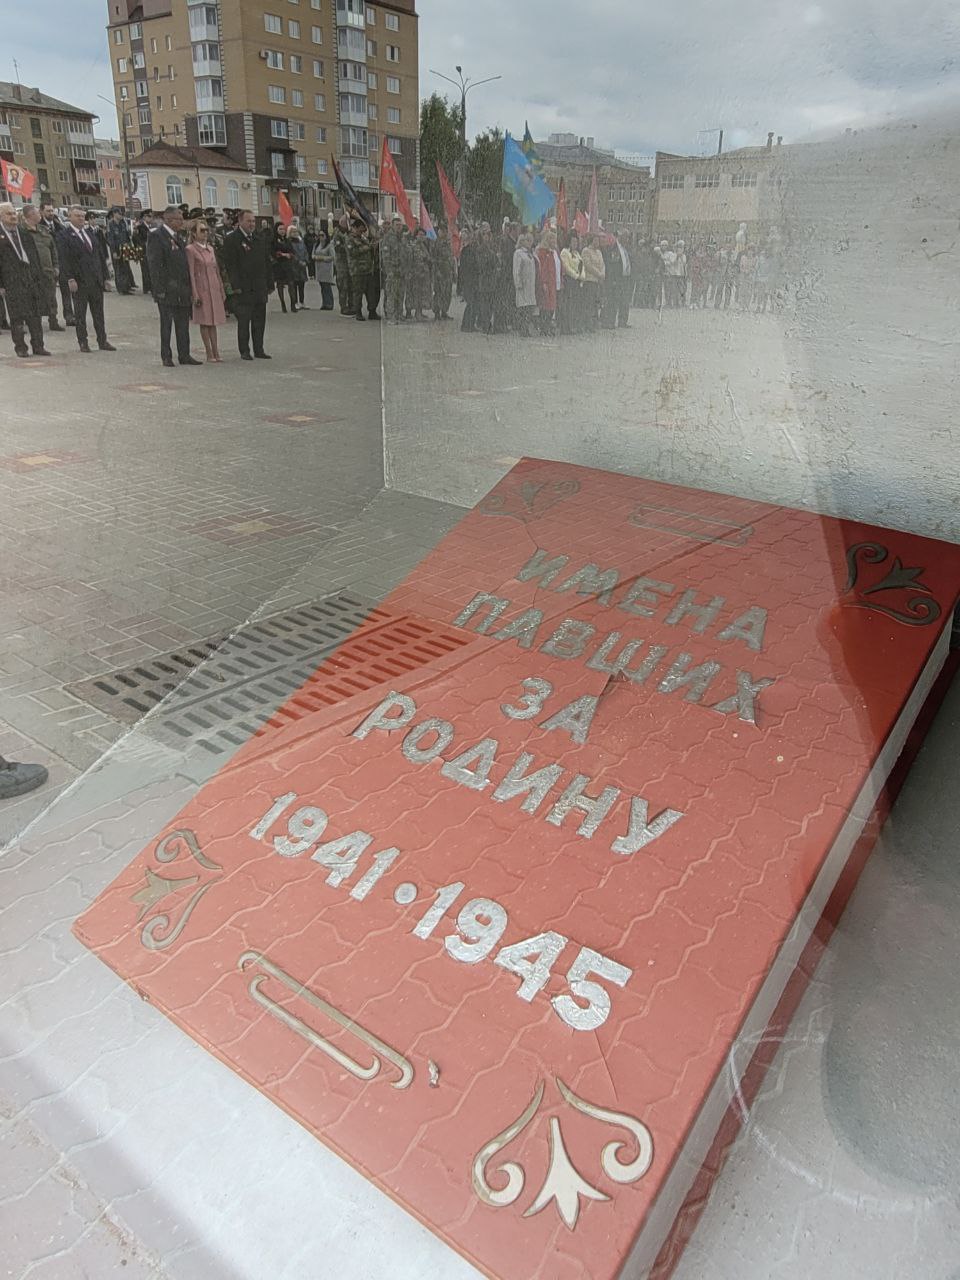 ИМЕНА
ПАВШИХ
ЗА
РОДИНУ
1941·1945